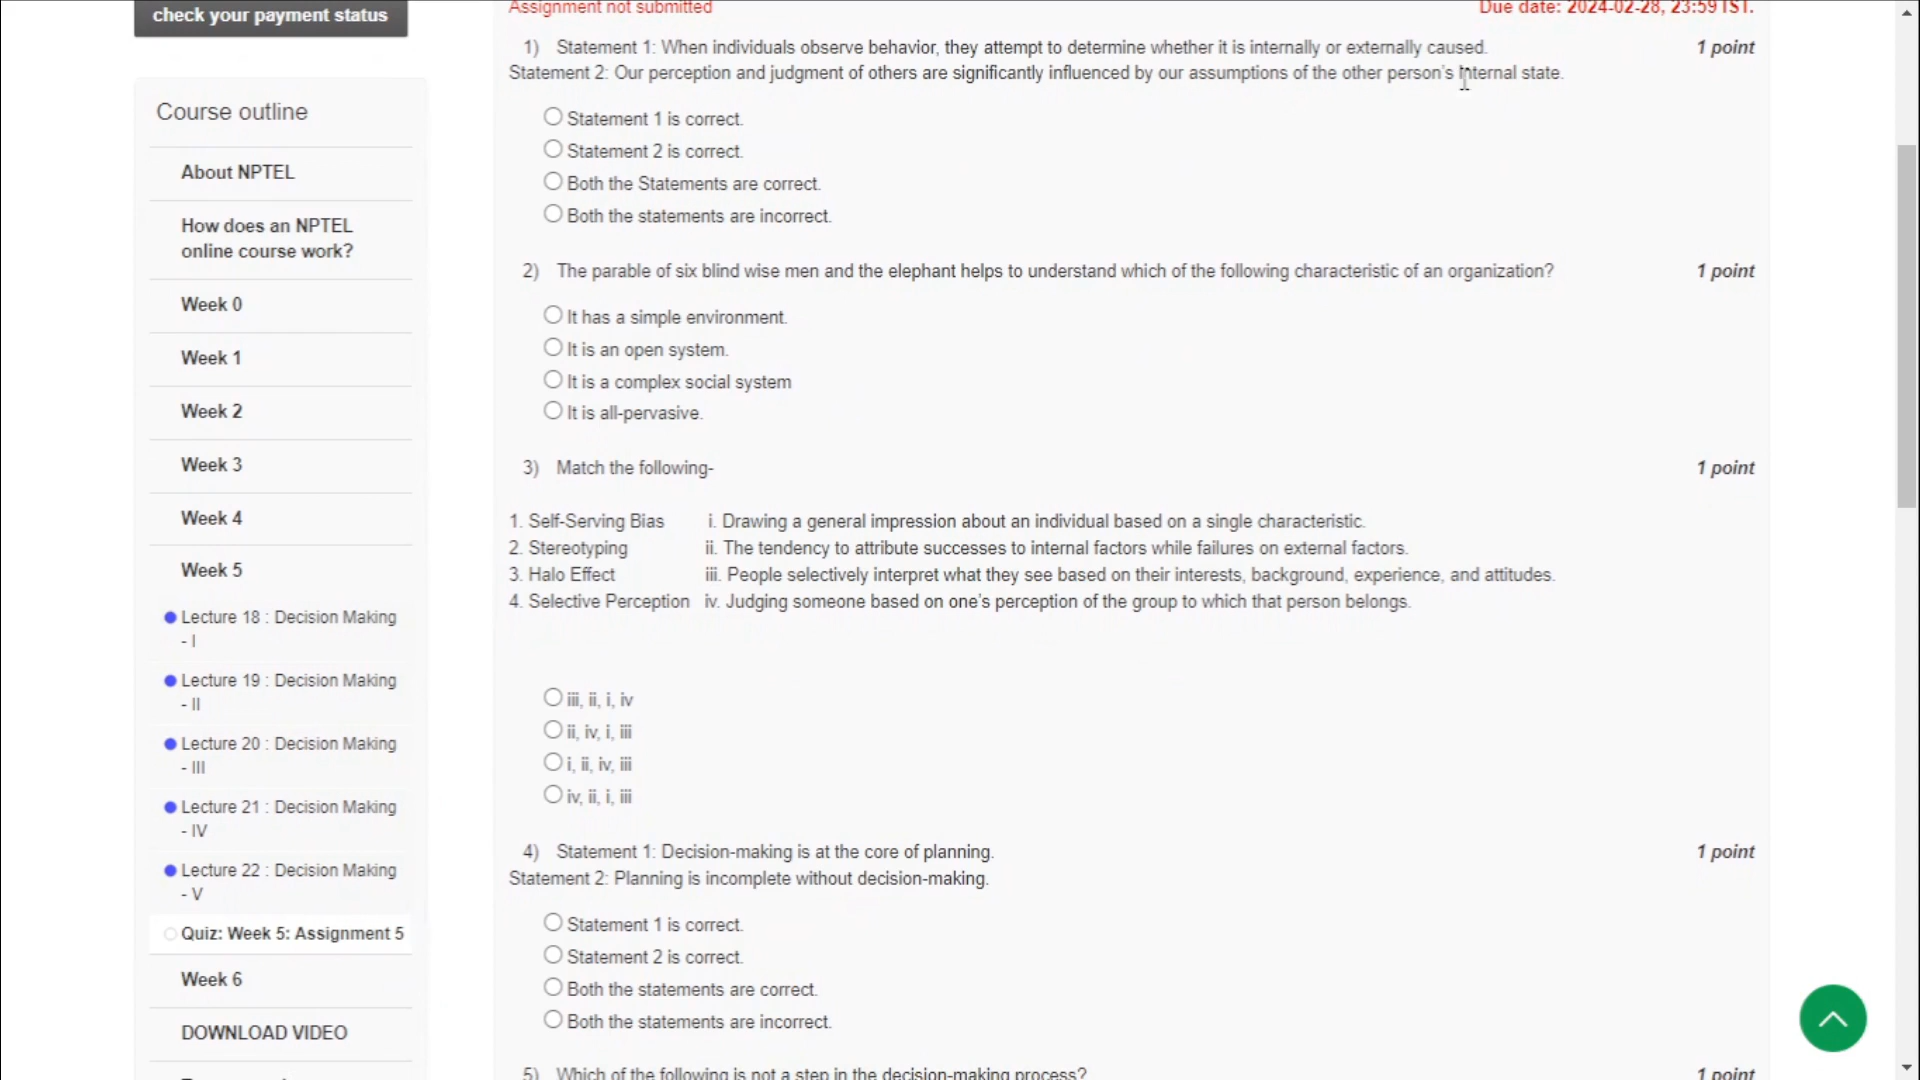 check your payment status
Course outline
About NPTEL
How does an NPTEL
online course work?
Week 0
Week 1
Week 2
Week 3
Week 4
Week 5
Lecture 18 : Decision Making
- I
Lecture 19 : Decision Making
- II
Lecture 20 : Decision Making
- III
Lecture 21 : Decision Making
- IV
Lecture 22 : Decision Making
- V
Quiz: Week 5: Assignment 5
Week 6
DOWNLOAD VIDEO
Assignment not submitted Due date: 2024-02-28, 23:59 IST.
1) Statement 1: When individuals observe behavior, they attempt to determine whether it is internally or externally caused. 1 point
Statement 2: Our perception and judgment of others are significantly influenced by our assumptions of the other person's internal state.
Statement 1 is correct.
Statement 2 is correct.
Both the Statements are correct.
Both the statements are incorrect.
2) The parable of six blind wise men and the elephant helps to understand which of the following characteristic of an organization? 1 point
It has a simple environment.
It is an open system.
It is a complex social system
It is all-pervasive.
3) Match the following- 1 point
1. Self-Serving Bias i. Drawing a general impression about an individual based on a single characteristic.
2. Stereotyping ii. The tendency to attribute successes to internal factors while failures on external factors.
3. Halo Effect iii. People selectively interpret what they see based on their interests, background, experience, and attitudes.
4. Selective Perception iv. Judging someone based on one's perception of the group to which that person belongs.
iii, ii, i, iv
ii, iv, i, iii
i, ii, iv, iii
iv, ii, i, iii
4) Statement 1: Decision-making is at the core of planning. 1 point
Statement 2: Planning is incomplete without decision-making.
Statement 1 is correct.
Statement 2 is correct.
Both the statements are correct.
Both the statements are incorrect.
5) Which of the following is not a step in the decision-making process? 1 point